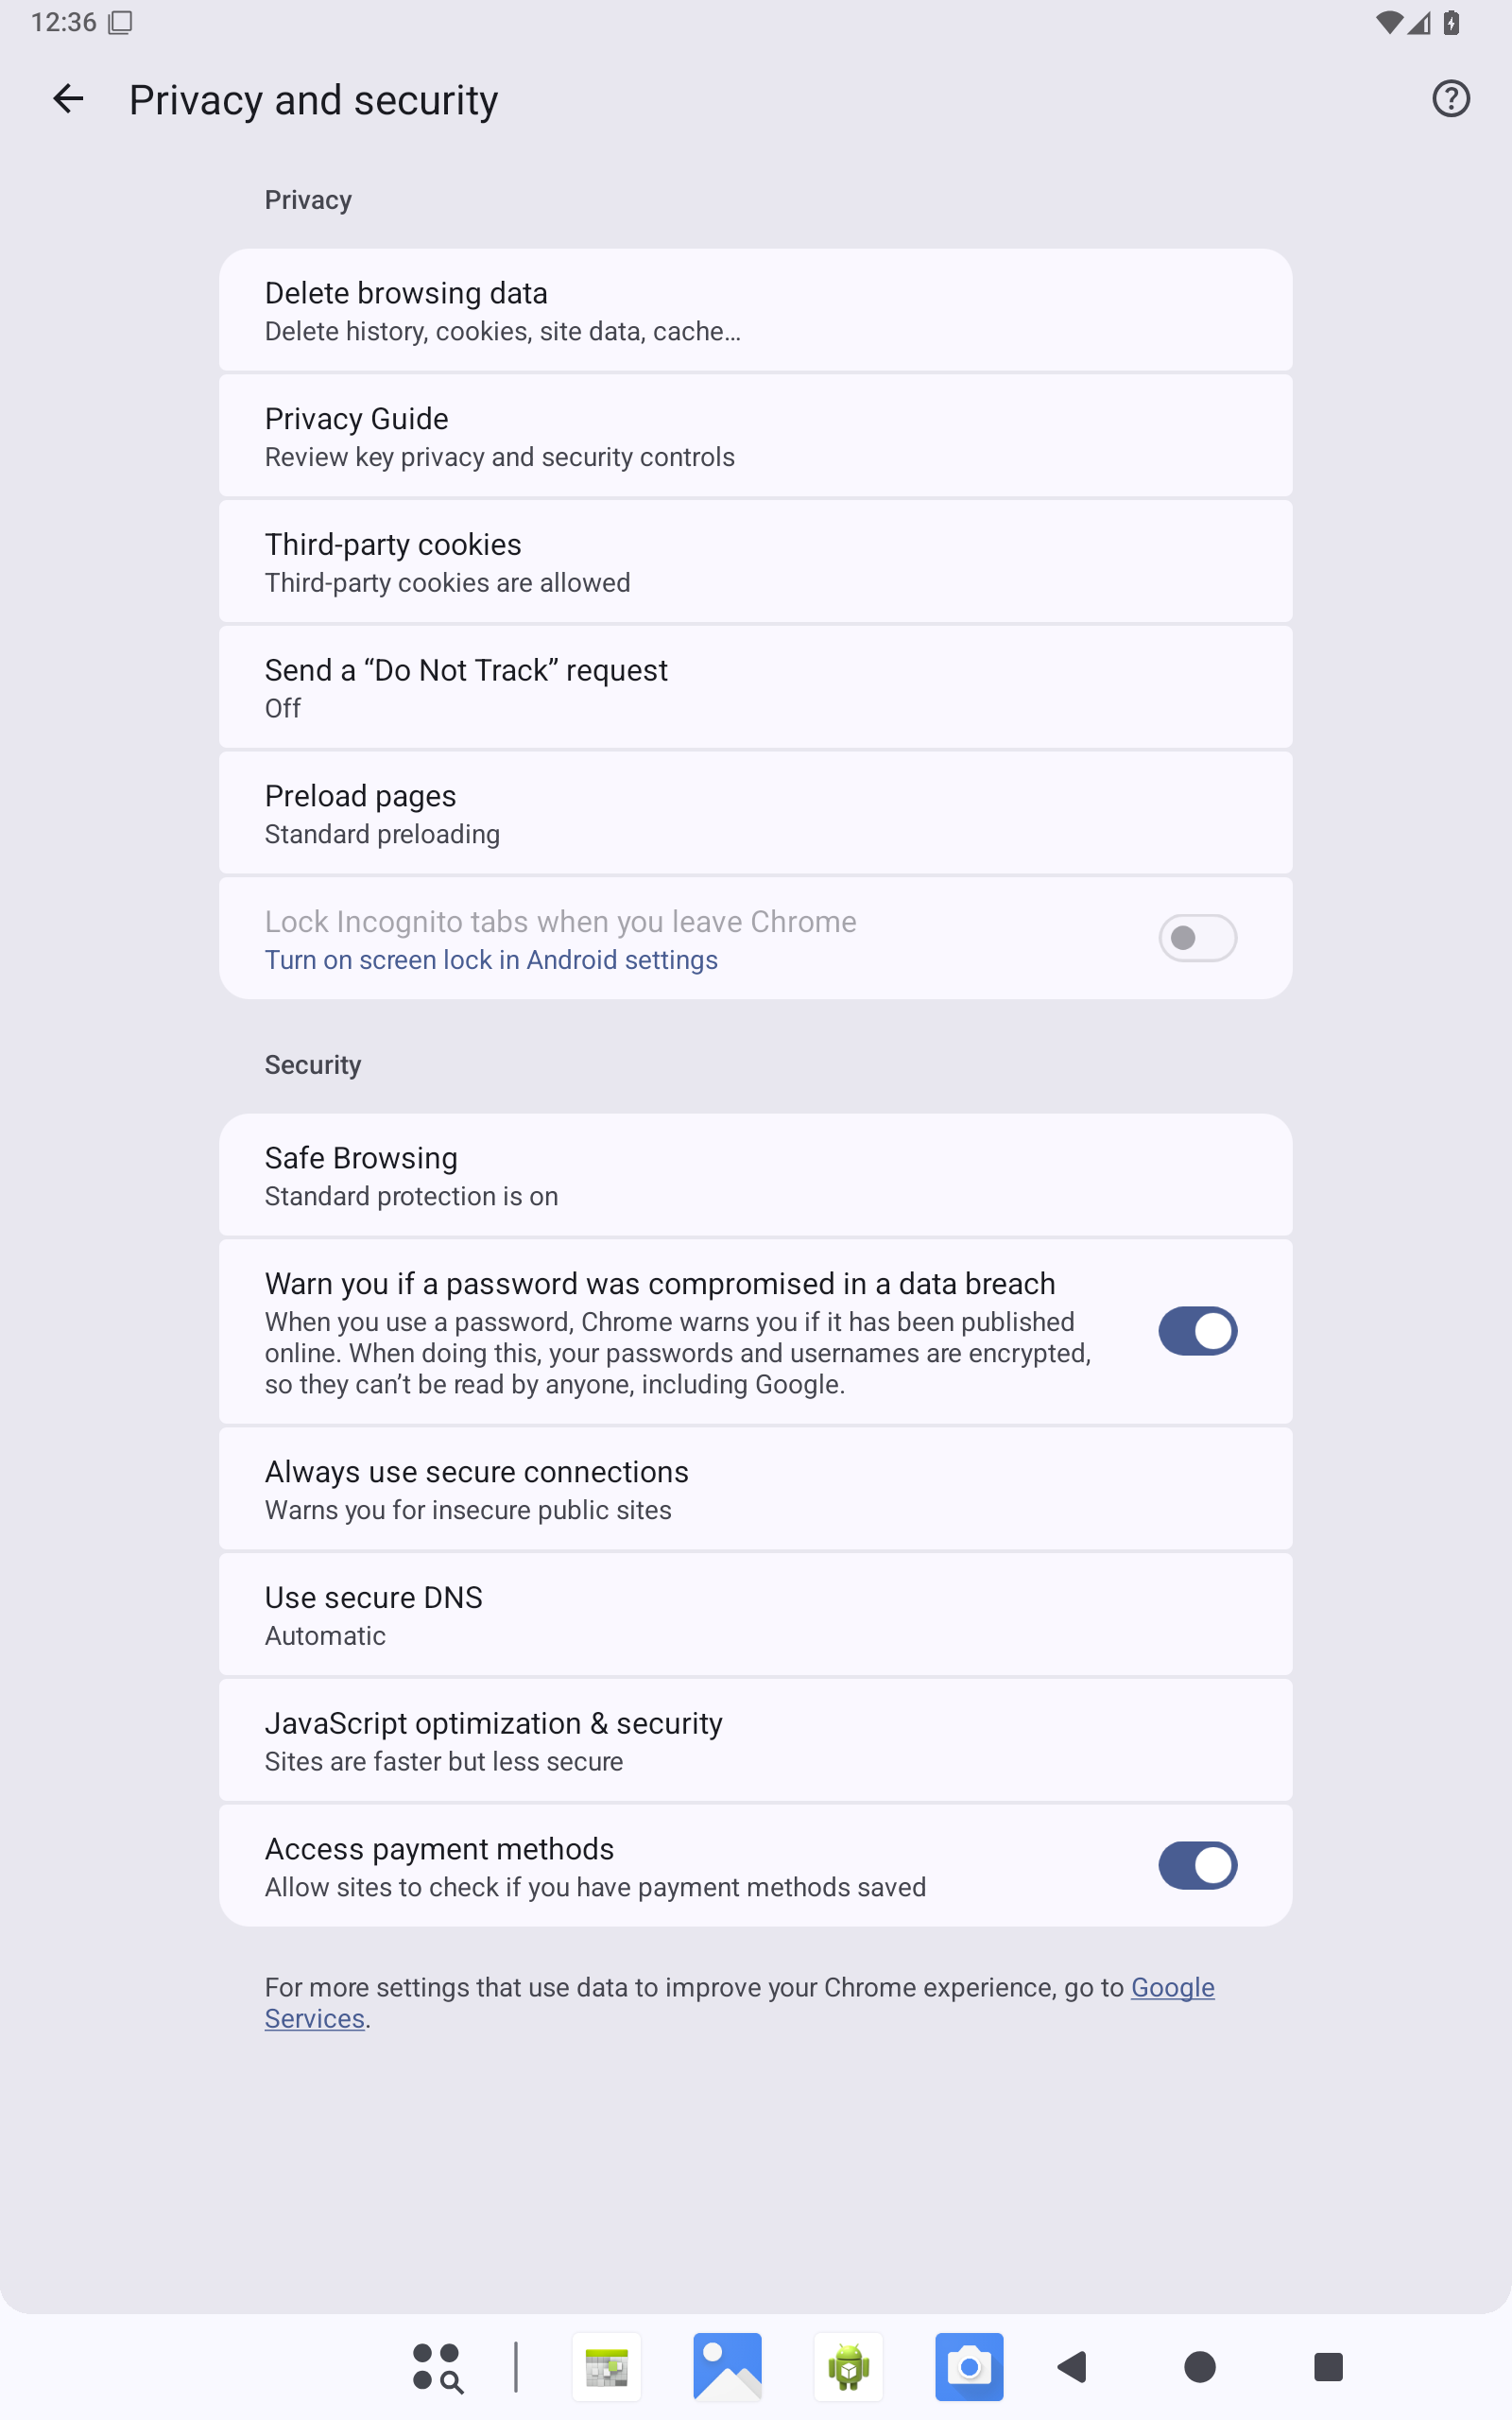 12:36
Privacy and security
Privacy
Delete browsing data
Delete history, cookies, site data, cache…
Privacy Guide
Review key privacy and security controls
Third-party cookies
Third-party cookies are allowed
Send a “Do Not Track” request
Off
Preload pages
Standard preloading
Lock Incognito tabs when you leave Chrome
Turn on screen lock in Android settings
Security
Safe Browsing
Standard protection is on
Warn you if a password was compromised in a data breach
When you use a password, Chrome warns you if it has been published
online. When doing this, your passwords and usernames are encrypted,
so they can’t be read by anyone, including Google.
Always use secure connections
Warns you for insecure public sites
Use secure DNS
Automatic
JavaScript optimization & security
Sites are faster but less secure
Access payment methods
Allow sites to check if you have payment methods saved
For more settings that use data to improve your Chrome experience, go to Google
Services.